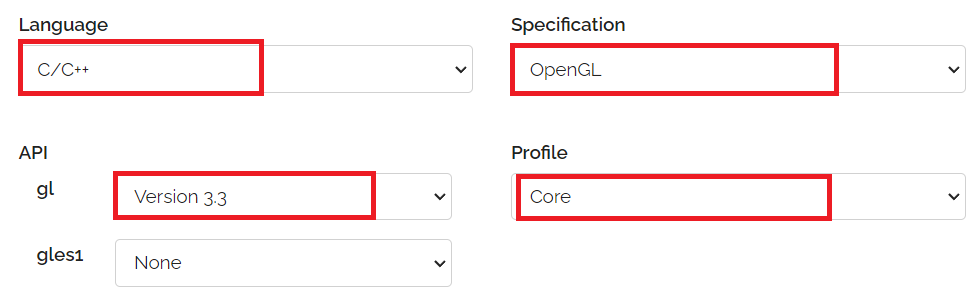 Language
Specification
C/C++
OpenGL
API
Profile
gl
Version 3.3
Core
gles1
None